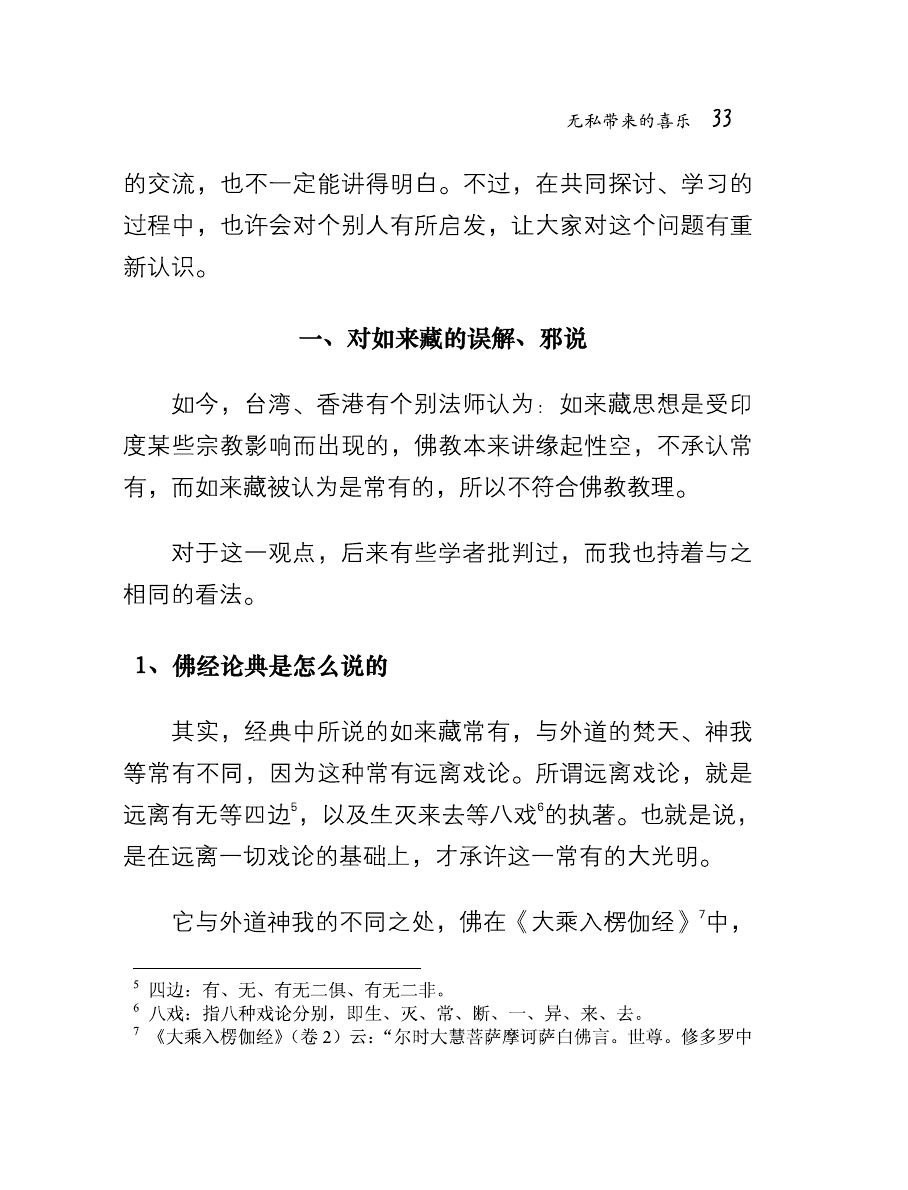 无私带来的喜乐 33
的交流，也不一定能讲得明白。不过，在共同探讨、学习的
过程中，也许会对个别人有所启发，让大家对这个问题有重
新认识。
一、对如来藏的误解、邪说
如今，台湾、香港有个别法师认为：如来藏思想是受印
度某些宗教影响而出现的，佛教本来讲缘起性空，不承认常
有，而如来藏被认为是常有的，所以不符合佛教教理。
对于这一观点，后来有些学者批判过，而我也持着与之
相同的看法。
1、佛经论典是怎么说的
其实，经典中所说的如来藏常有，与外道的梵天、神我
等常有不同，因为这种常有远离戏论。所谓远离戏论，就是
远离有无等四边5，以及生灭来去等八戏6的执著。也就是说，
是在远离一切戏论的基础上，才承许这一常有的大光明。
它与外道神我的不同之处，佛在《大乘入楞伽经》7中，
5 四边：有、无、有无二俱、有无二非。
6 八戏：指八种戏论分别，即生、灭、常、断、一、异、来、去。
7 《大乘入楞伽经》（卷2）云：“尔时大慧菩萨摩诃萨白佛言。世尊。修多罗中